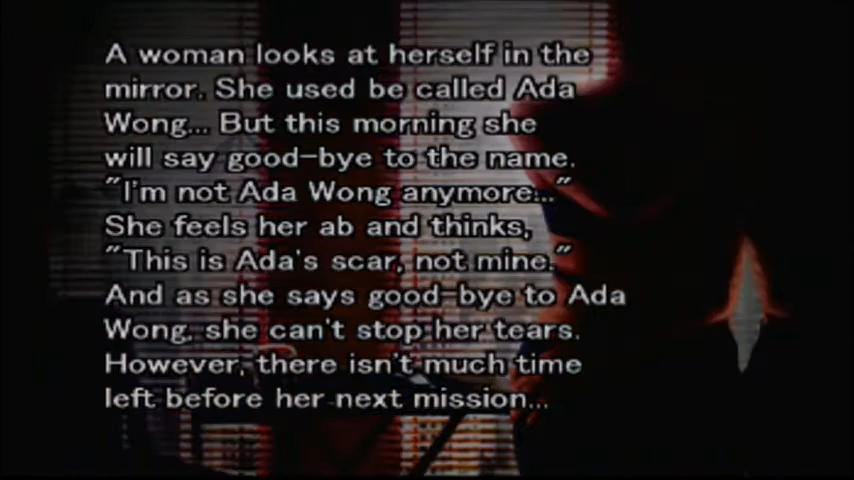 A woman looks at herself in the
mirror. She used be called Ada
Wong... But this morning she
will say good-bye to the name.
"I'm not Ada Wong anymore..."
She feels her ab and thinks,
"This is Ada's scar, not mine."
And as she says good-bye to Ada
Wong, she can't stop her tears.
However, there isn't much time
left before her next mission...